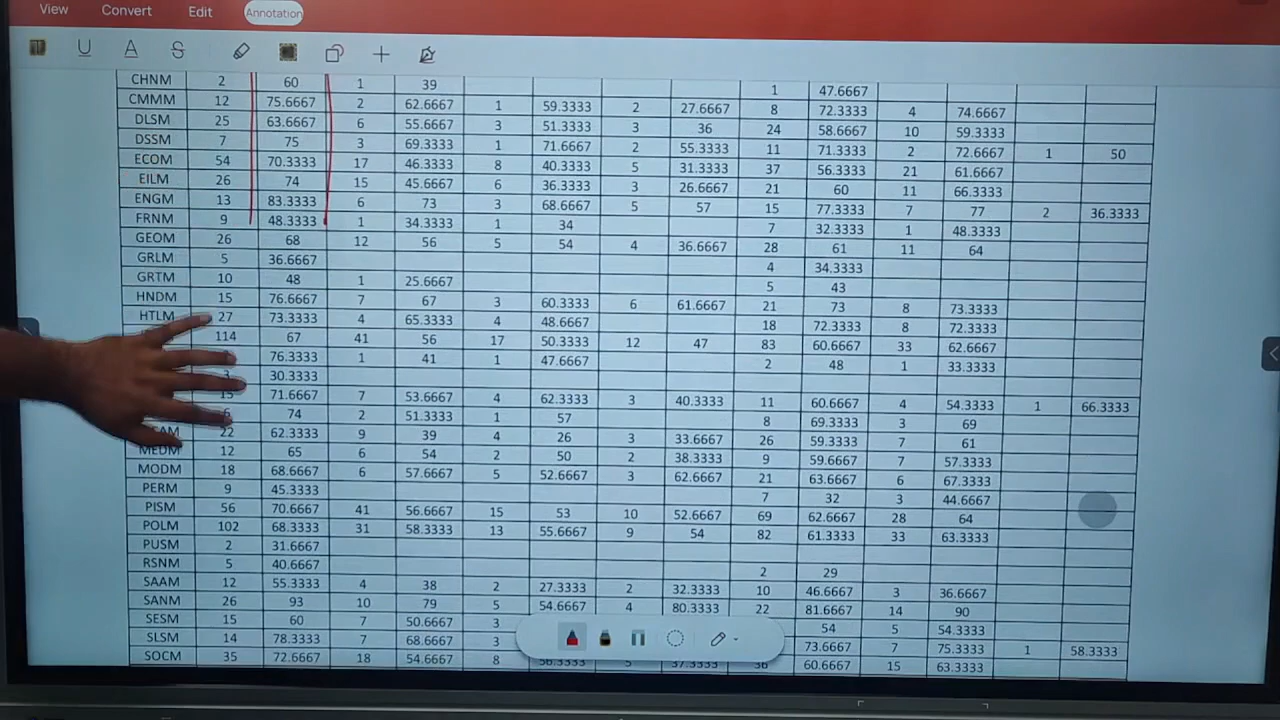 View Convert Edit Annotation
U A S
CHNM 2 60 1 39 1 47.6667
CMMM 12 75.6667 2 62.6667 1 59.3333 2 27.6667 8 72.3333 4 74.6667
DLSM 25 63.6667 6 55.6667 3 51.3333 3 36 24 58.6667 10 59.3333
DSSM 7 75 3 69.3333 1 71.6667 2 55.3333 11 71.3333 2 72.6667 1 50
ECOM 54 70.3333 17 46.3333 8 40.3333 5 31.3333 37 56.3333 21 61.6667
EILM 26 74 15 45.6667 6 36.3333 3 26.6667 21 60 11 66.3333
ENGM 13 83.3333 6 73 3 68.6667 5 57 15 77.3333 7 77 2 36.3333
FRNM 9 48.3333 1 34.3333 1 34 7 32.3333 1 48.3333
GEOM 26 68 12 56 5 54 4 36.6667 28 61 11 64
GRLM 5 36.6667 4 34.3333
GRTM 10 48 1 25.6667 5 43
HNDM 15 76.6667 7 67 3 60.3333 6 61.6667 21 73 8 73.3333
HTLM 27 73.3333 4 65.3333 4 48.6667 18 72.3333 8 72.3333
114 67 41 56 17 50.3333 12 47 83 60.6667 33 62.6667
76.3333 1 41 1 47.6667 2 48 1 33.3333
3 30.3333
15 71.6667 7 53.6667 4 62.3333 3 40.3333 11 60.6667 4 54.3333 1 66.3333
6 74 2 51.3333 1 57 8 69.3333 3 69
22 62.3333 9 39 4 26 3 33.6667 26 59.3333 7 61
MEDM 12 65 6 54 2 50 2 38.3333 9 59.6667 7 57.3333
MODM 18 68.6667 6 57.6667 5 52.6667 3 62.6667 21 63.6667 6 67.3333
PERM 9 45.3333 7 32 3 44.6667
PISM 56 70.6667 41 56.6667 15 53 10 52.6667 69 62.6667 28 64
POLM 102 68.3333 31 58.3333 13 55.6667 9 54 82 61.3333 33 63.3333
PUSM 2 31.6667
RSNM 5 40.6667 2 29
SAAM 12 55.3333 4 38 2 27.3333 2 32.3333 10 46.6667 3 36.6667
SANM 26 93 10 79 5 54.6667 4 80.3333 22 81.6667 14 90
SESM 15 60 7 50.6667 3 54 5 54.3333
SLSM 14 78.3333 7 68.6667 3 73.6667 7 75.3333 1 58.3333
SOCM 35 72.6667 18 54.6667 8 56.3333 5 37.3333 36 60.6667 15 63.3333